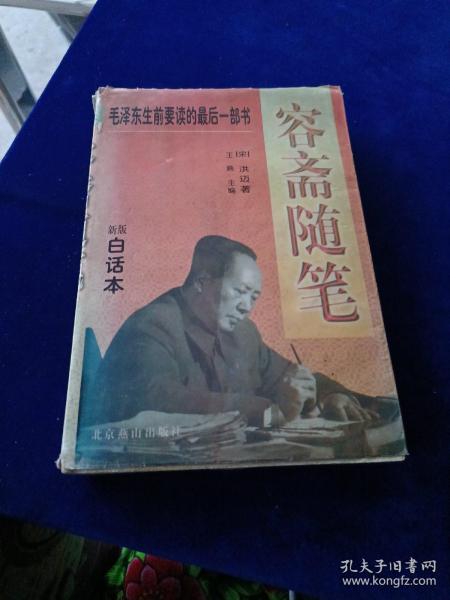 毛泽东生前要读的最后一部书
容斋随笔
[宋] 洪迈 著
主编
新版
白话本
北京燕山出版社
孔夫子旧书网
www.kongfz.com